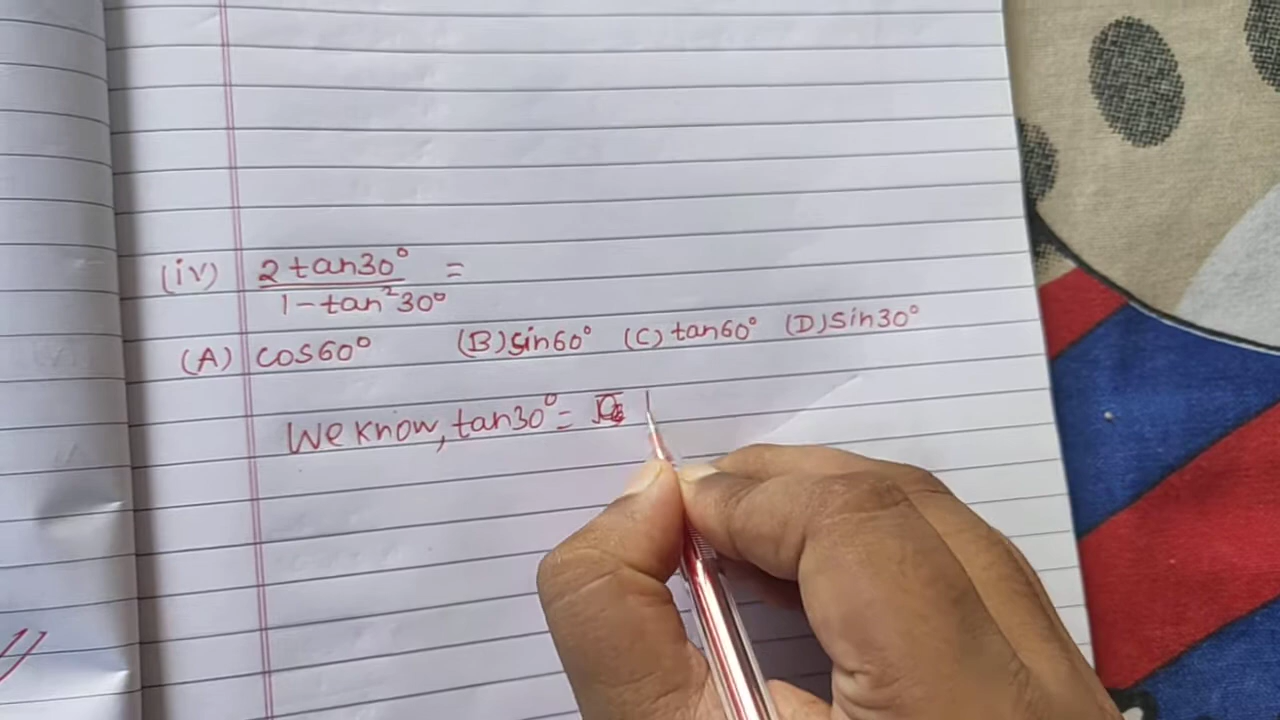 (iv) 2 tan30° =
1-tan²30°
(A) cos60° (B) sin60° (C) tan60° (D) sin30°
We know, tan30° =